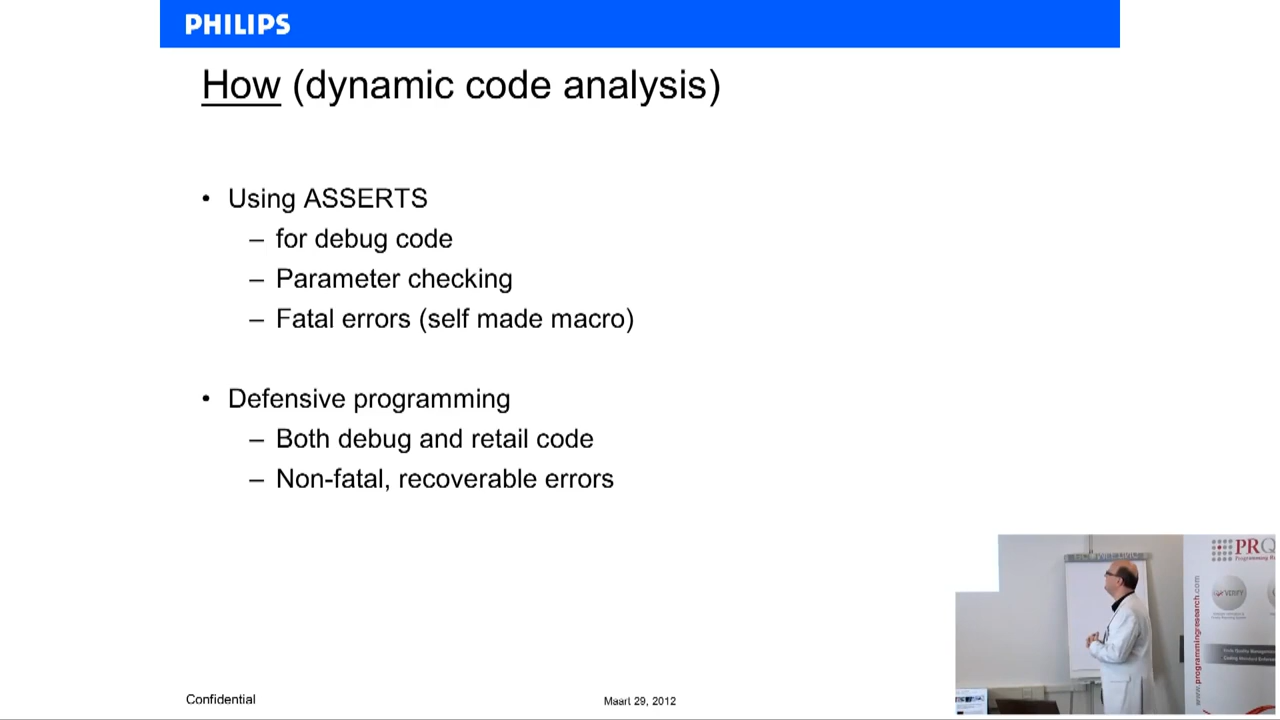 PHILIPS
How (dynamic code analysis)
• Using ASSERTS
– for debug code
– Parameter checking
– Fatal errors (self made macro)
• Defensive programming
– Both debug and retail code
– Non-fatal, recoverable errors
Confidential
Maart 29, 2012
PRQ
www.programmingresearch.com